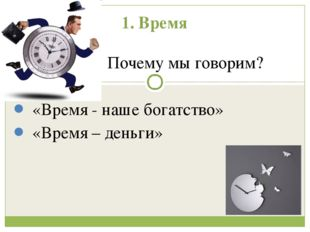 1. Время
Почему мы говорим?
«Время - наше богатство»
«Время – деньги»